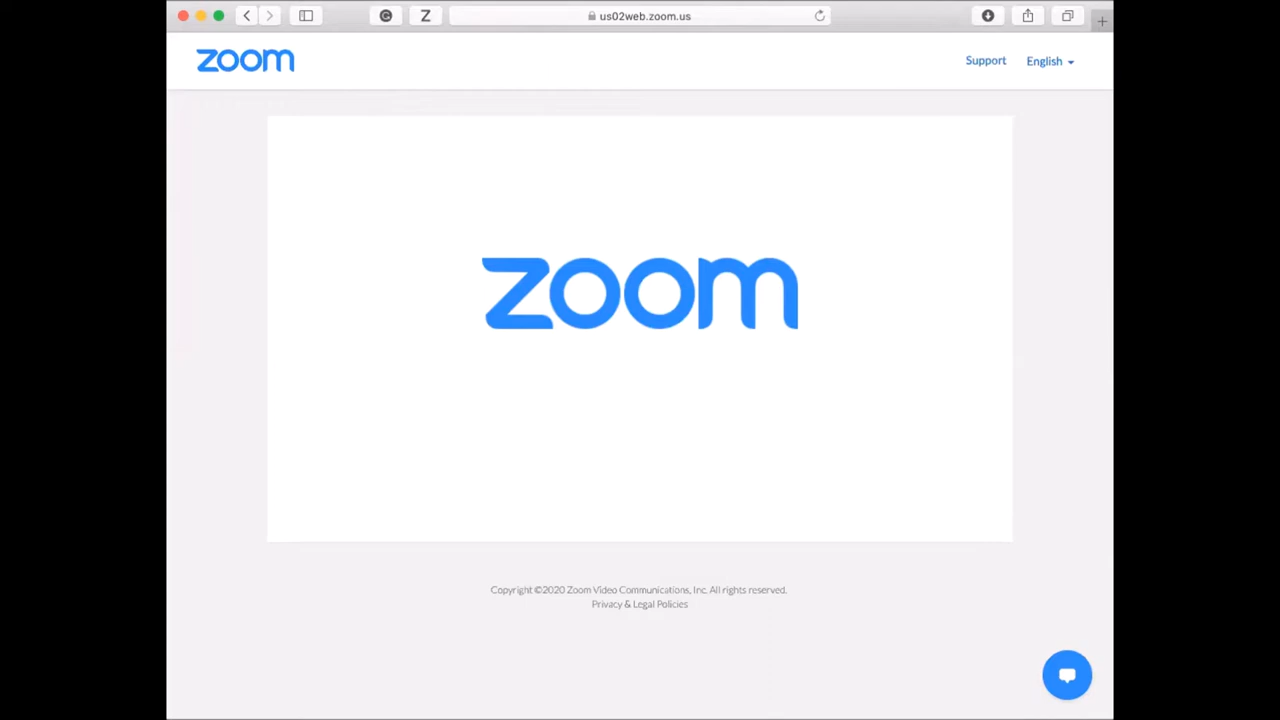 Z
us02web.zoom.us
zoom
Support
English
zoom
Copyright ©2020 Zoom Video Communications, Inc. All rights reserved.
Privacy & Legal Policies